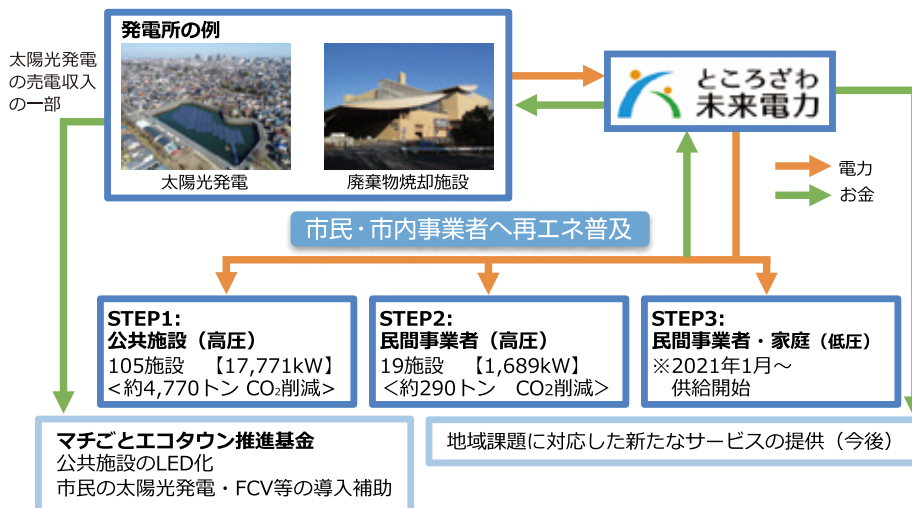 発電所の例
太陽光発電
の売電収入
の一部
太陽光発電
廃棄物焼却施設
ところざわ
未来電力
電力
お金
市民・市内事業者へ再エネ普及
STEP1:
公共施設（高圧）
105施設　【17,771kW】
<約4,770トン CO₂削減>
STEP2:
民間事業者（高圧）
19施設　【1,689kW】
＜約290トン　CO₂削減＞
STEP3:
民間事業者・家庭（低圧）
※2021年1月～
供給開始
マチごとエコタウン推進基金
公共施設のLED化
市民の太陽光発電・FCV等の導入補助
地域課題に対応した新たなサービスの提供（今後）